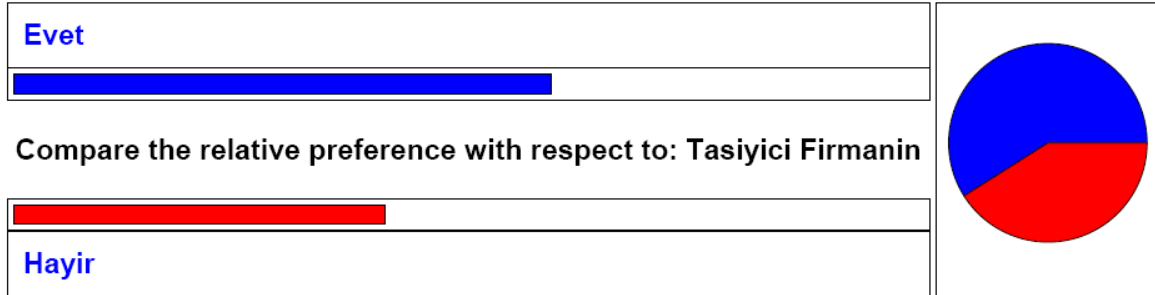 Evet
Compare the relative preference with respect to: Tasiyici Firmanin
Hayir